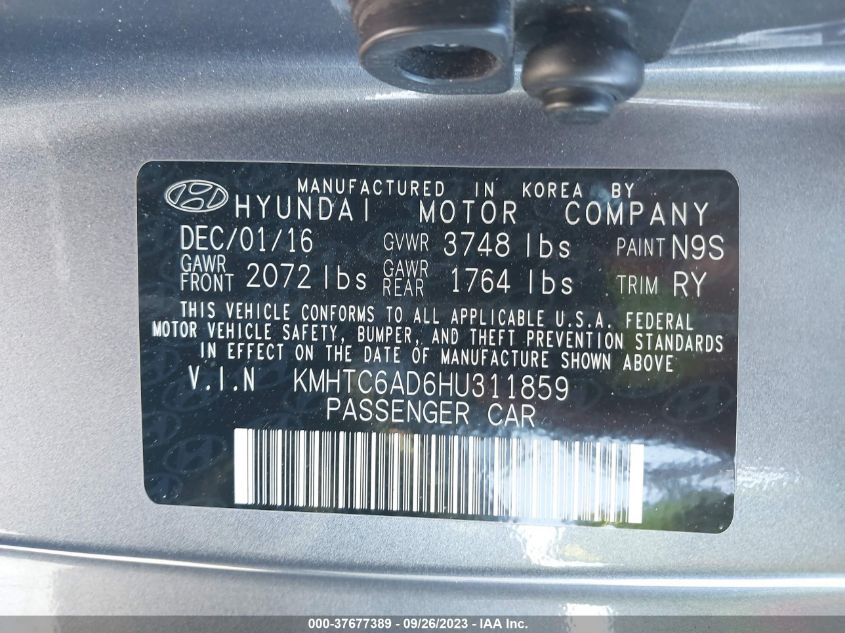 MANUFACTURED IN KOREA BY
HYUNDAI MOTOR COMPANY
DEC/01/16 GVWR 3748 lbs PAINT N9S
GAWR FRONT 2072 lbs GAWR REAR 1764 lbs TRIM RY
THIS VEHICLE CONFORMS TO ALL APPLICABLE U.S.A. FEDERAL
MOTOR VEHICLE SAFETY, BUMPER, AND THEFT PREVENTION STANDARDS
IN EFFECT ON THE DATE OF MANUFACTURE SHOWN ABOVE.
V.I.N KMHTC6AD6HU311859
PASSENGER CAR
000-37677389 - 09/26/2023 - IAA Inc.